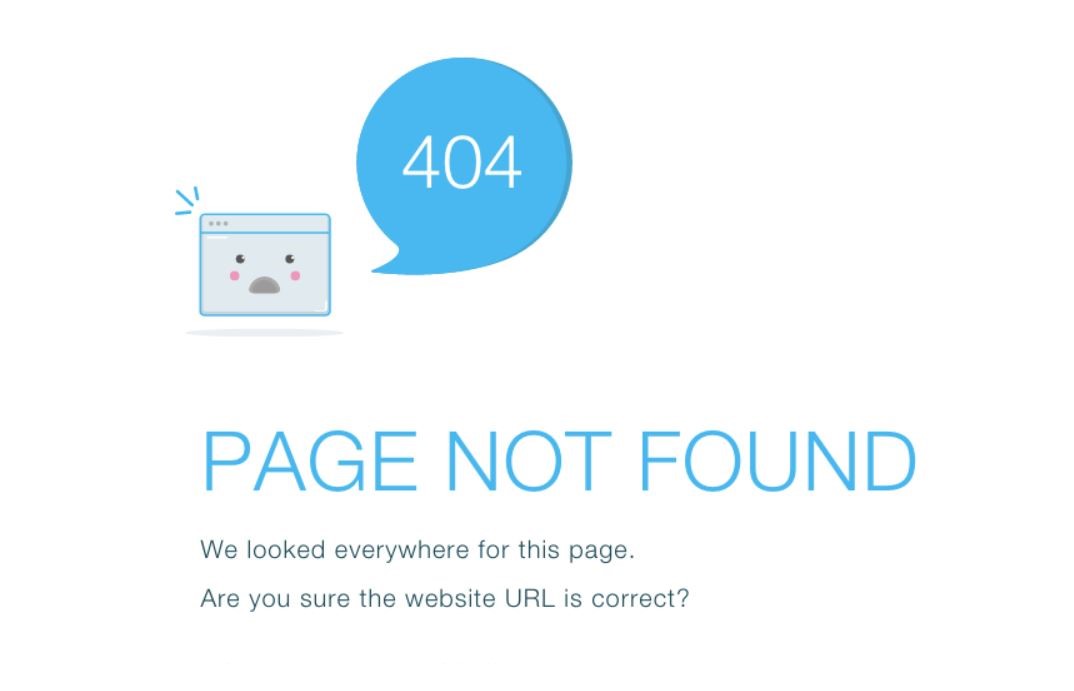 404
PAGE NOT FOUND
We looked everywhere for this page.
Are you sure the website URL is correct?